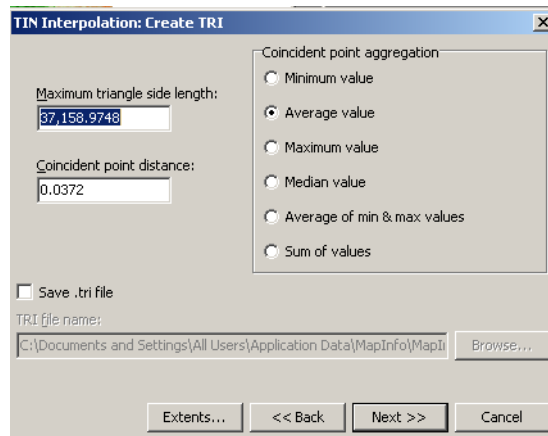 TIN Interpolation: Create TRI
Maximum triangle side length:
37,158.9748
Coincident point distance:
0.0372
Coincident point aggregation
Minimum value
Average value
Maximum value
Median value
Average of min & max values
Sum of values
Save .tri file
TRI file name:
C:\Documents and Settings\All Users\Application Data\MapInfo\MapI
Browse...
Extents...
<< Back
Next >>
Cancel